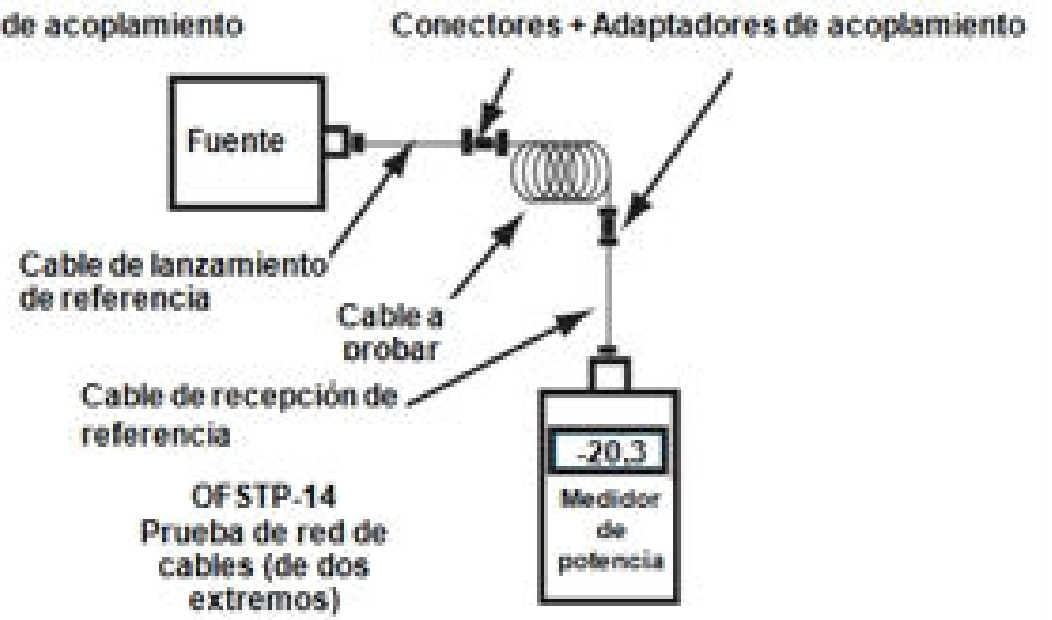 de acoplamiento
Conectores + Adaptadores de acoplamiento
Fuente
Cable de lanzamiento
de referencia
Cable a
probar
Cable de recepción de
referencia
-20,3
Medidor
de
potencia
OFSTP-14
Prueba de red de
cables (de dos
extremos)